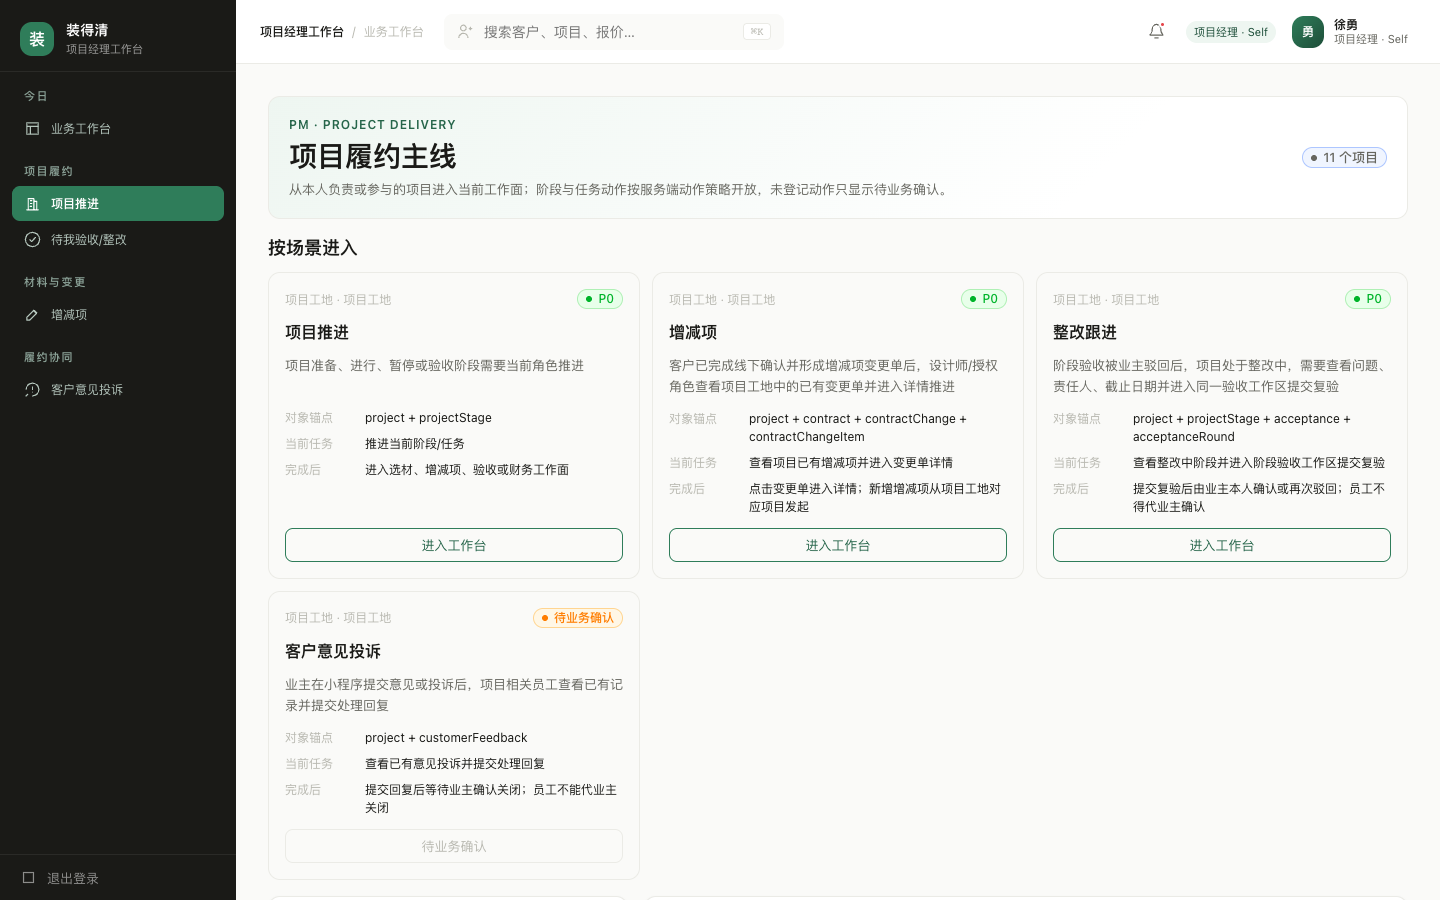 装
装得清
项目经理工作台
今日
业务工作台
项目履约
项目推进
待我验收/整改
材料与变更
增减项
履约协同
客户意见投诉
退出登录
项目经理工作台 / 业务工作台
搜索客户、项目、报价...
⌘K
项目经理 · Self
勇
徐勇
项目经理 · Self
PM · PROJECT DELIVERY
项目履约主线
从本人负责或参与的项目进入当前工作面；阶段与任务动作按服务端动作策略开放，未登记动作只显示待业务确认。
11 个项目
按场景进入
项目工地 · 项目工地
P0
项目推进
项目准备、进行、暂停或验收阶段需要当前角色推进
对象锚点
project + projectStage
当前任务
推进当前阶段/任务
完成后
进入选材、增减项、验收或财务工作面
进入工作台
项目工地 · 项目工地
P0
增减项
客户已完成线下确认并形成增减项变更单后，设计师/授权
角色查看项目工地中的已有变更单并进入详情推进
对象锚点
project + contract + contractChange +
contractChangeItem
当前任务
查看项目已有增减项并进入变更单详情
完成后
点击变更单进入详情；新增增减项从项目工地对
应项目发起
进入工作台
项目工地 · 项目工地
P0
整改跟进
阶段验收被业主驳回后，项目处于整改中，需要查看问题、
责任人、截止日期并进入同一验收工作区提交复验
对象锚点
project + projectStage + acceptance +
acceptanceRound
当前任务
查看整改中阶段并进入阶段验收工作区提交复验
完成后
提交复验后由业主本人确认或再次驳回；员工不
得代业主确认
进入工作台
项目工地 · 项目工地
待业务确认
客户意见投诉
业主在小程序提交意见或投诉后，项目相关员工查看已有记
录并提交处理回复
对象锚点
project + customerFeedback
当前任务
查看已有意见投诉并提交处理回复
完成后
提交回复后等待业主确认关闭；员工不能代业主
关闭
待业务确认